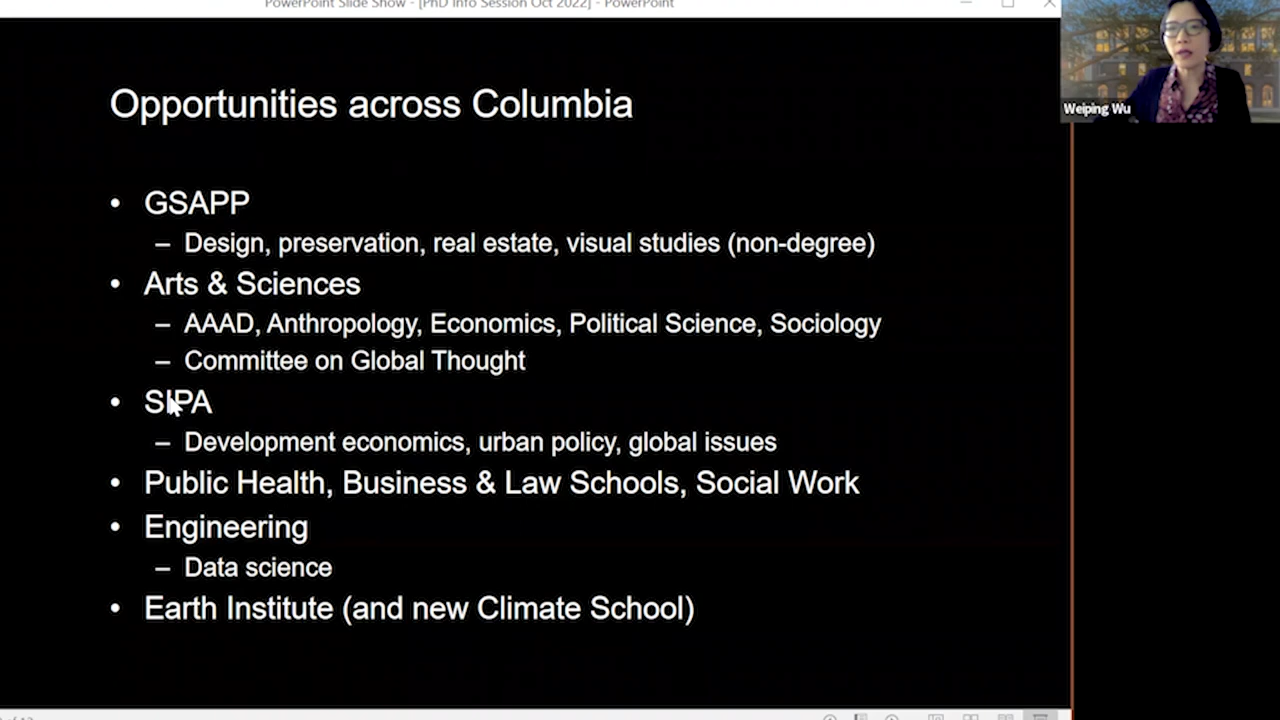 PowerPoint Slide Show - [PhD Info Session Oct 2022] - PowerPoint
Weiping Wu
Opportunities across Columbia
• GSAPP
– Design, preservation, real estate, visual studies (non-degree)
• Arts & Sciences
– AAAD, Anthropology, Economics, Political Science, Sociology
– Committee on Global Thought
• SIPA
– Development economics, urban policy, global issues
• Public Health, Business & Law Schools, Social Work
• Engineering
– Data science
• Earth Institute (and new Climate School)